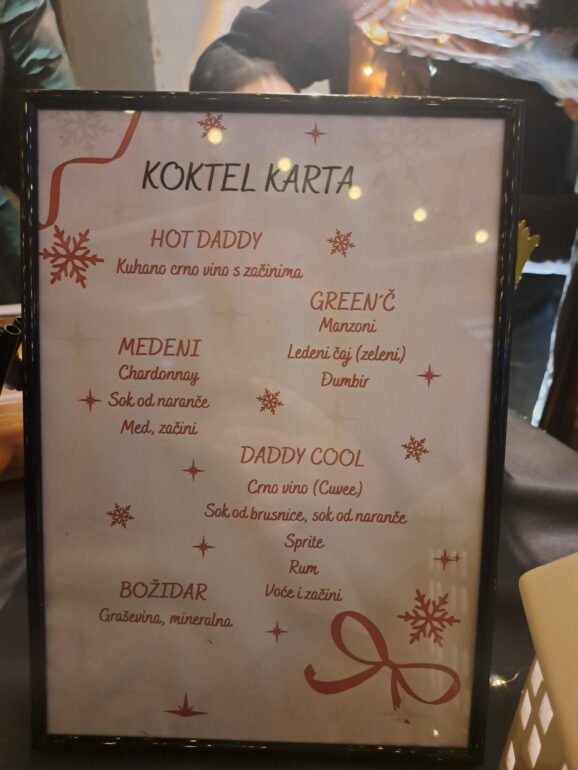 KOKTEL KARTA
HOT DADDY
Kuhano crno vino s začinima
GREEN'Č
Manzoni
Ledeni čaj (zeleni)
Đumbir
MEDENI
Chardonnay
Sok od naranče
Med, začini
DADDY COOL
Crno vino (Cuvee)
Sok od brusnice, sok od naranče
Sprite
Rum
Voće i začini
BOŽIDAR
Graševina, mineralna